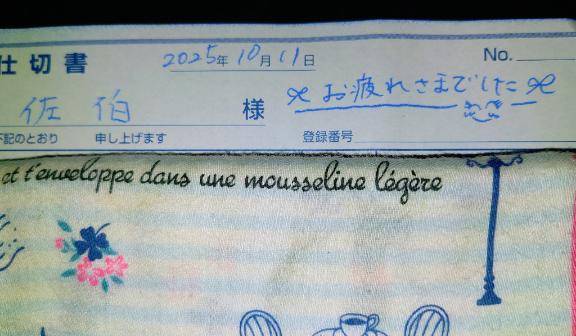 仕切書 2025年10月11日 No.
佐伯 様 お疲れさまでした
下記のとおり 申し上げます 登録番号
et t'enveloppe dans une mousseline légère